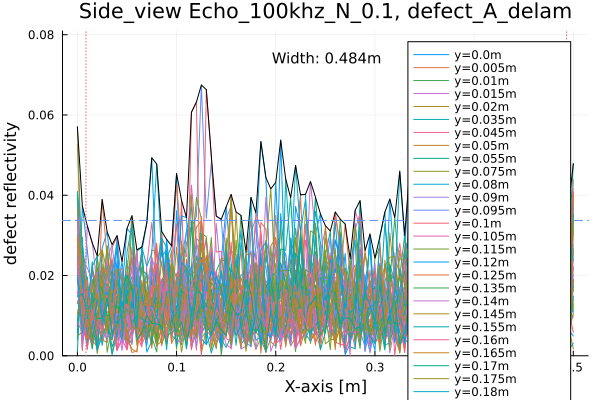 Side_view Echo_100khz_N_0.1, defect_A_delam
0.08
0.06
0.04
0.02
0.00
defect reflectivity
Width: 0.484m
y=0.0m
y=0.005m
y=0.01m
y=0.015m
y=0.02m
y=0.035m
y=0.045m
y=0.05m
y=0.055m
y=0.075m
y=0.08m
y=0.09m
y=0.095m
y=0.1m
y=0.105m
y=0.115m
y=0.12m
y=0.125m
y=0.135m
y=0.14m
y=0.145m
y=0.155m
y=0.16m
y=0.165m
y=0.17m
y=0.175m
y=0.18m
0.0
0.1
0.2
0.3
.5
X-axis [m]